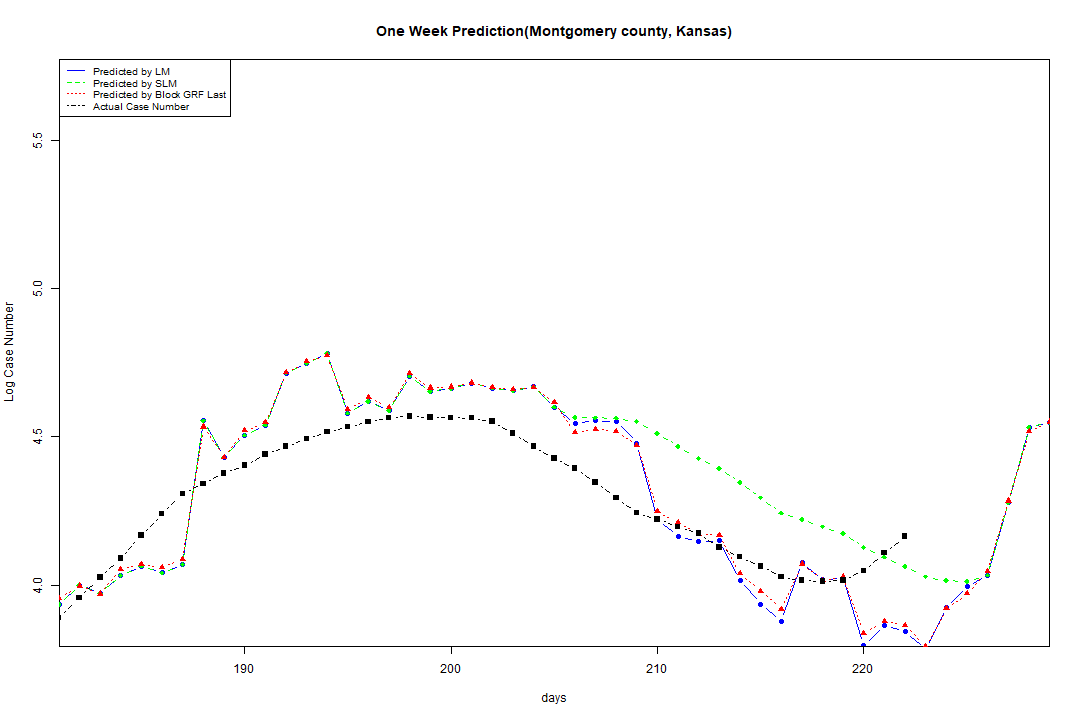 One Week Prediction(Montgomery county, Kansas)
Predicted by LM
Predicted by SLM
Predicted by Block GRF Last
Actual Case Number
5.5
5.0
4.5
4.0
Log Case Number
190 200 210 220
days